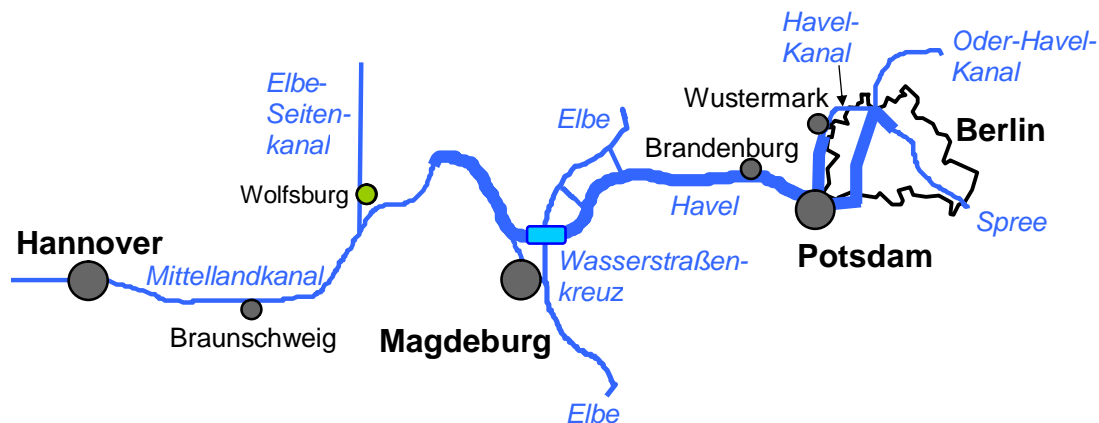 Havel-
Kanal
Oder-Havel-
Kanal
Elbe-
Seiten-
kanal
Wustermark
Elbe
Berlin
Brandenburg
Wolfsburg
Havel
Spree
Hannover
Potsdam
Mittellandkanal
Wasserstraßen-
kreuz
Braunschweig
Magdeburg
Elbe